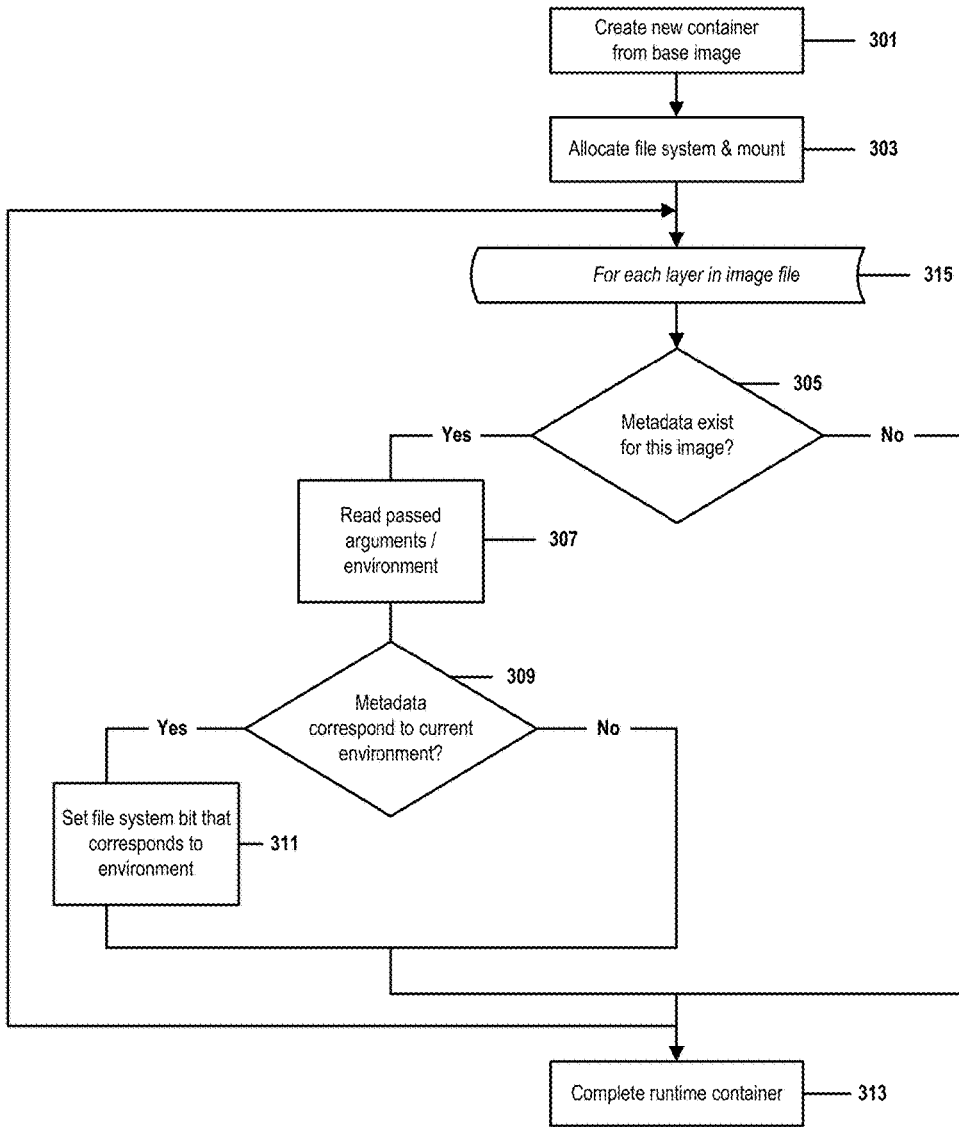 Create new container
from base image
301
Allocate file system & mount
303
For each layer in image file
315
305
Metadata exist
for this image?
Yes
No
Read passed
arguments /
environment
307
309
Metadata
correspond to current
environment?
Yes
No
Set file system bit that
corresponds to
environment
311
Complete runtime container
313